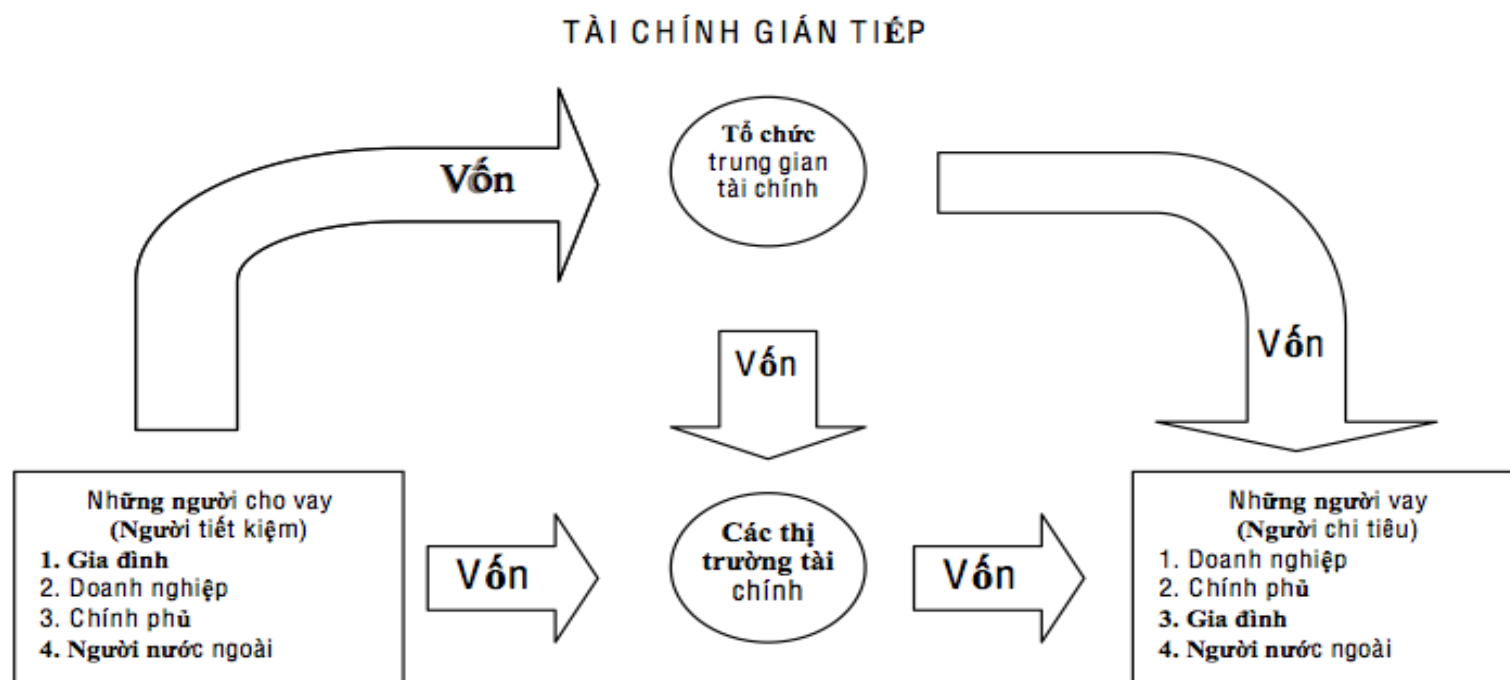 TÀI CHÍNH GIÁN TIẾP
Tổ chức
trung gian
tài chính
Vốn
Vốn
Vốn
Những người cho vay
(Người tiết kiệm)
1. Gia đình
2. Doanh nghiệp
3. Chính phủ
4. Người nước ngoài
Vốn
Các thị
trường tài
chính
Vốn
Những người vay
(Người chi tiêu)
1. Doanh nghiệp
2. Chính phủ
3. Gia đình
4. Người nước ngoài